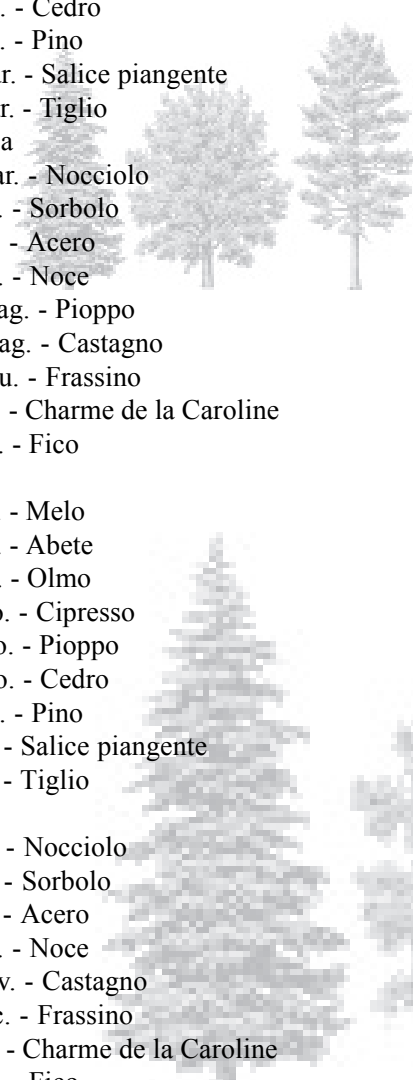 . - Cedro
. - Pino
r. - Salice piangente
r. - Tiglio
a
ar. - Nocciolo
. - Sorbolo
. - Acero
. - Noce
ag. - Pioppo
ag. - Castagno
u. - Frassino
. - Charme de la Caroline
. - Fico
. - Melo
. - Abete
. - Olmo
o. - Cipresso
o. - Pioppo
o. - Cedro
. - Pino
- Salice piangente
- Tiglio
- Nocciolo
- Sorbolo
- Acero
. - Noce
v. - Castagno
c. - Frassino
- Charme de la Caroline
Fico